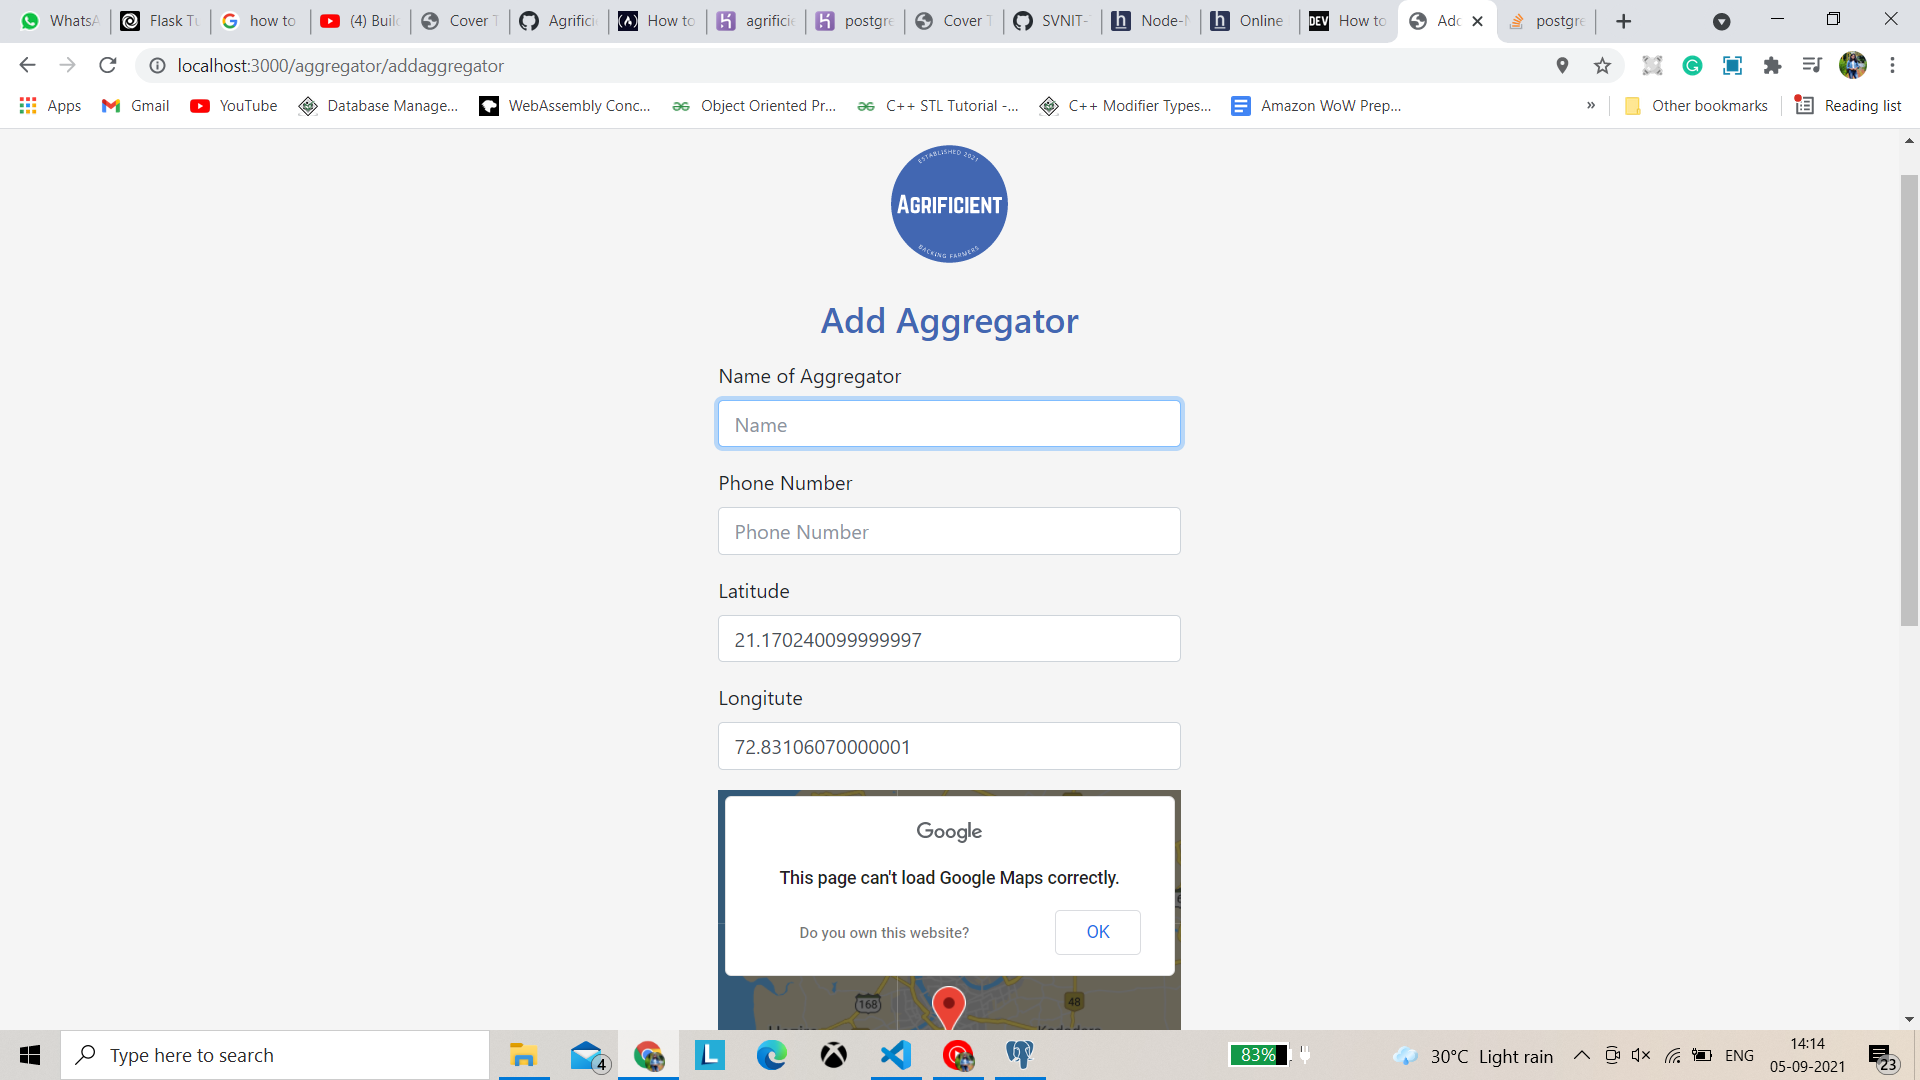 WhatsA
Flask Tu
how to
(4) Build
Cover T
Agrifici
How to
agrificie
postgre
Cover T
SVNIT-
Node-N
Online
DEV
How to
Add
postgre
localhost:3000/aggregator/addaggregator
Apps
Gmail
YouTube
Database Manage...
WebAssembly Conc...
Object Oriented Pr...
C++ STL Tutorial -...
C++ Modifier Types...
Amazon WoW Prep...
»
Other bookmarks
Reading list
ESTABLISHED 2021
AGRIFICIENT
BACKING FARMERS
Add Aggregator
Name of Aggregator
Name
Phone Number
Phone Number
Latitude
21.170240099999997
Longitute
72.83106070000001
Google
This page can't load Google Maps correctly.
Do you own this website?
OK
168
48
Type here to search
4
L
83%
30°C Light rain
ENG
14:14
05-09-2021
23